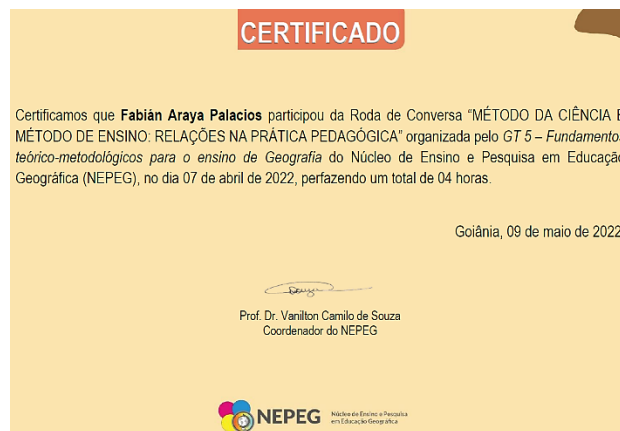 CERTIFICADO
Certificamos que Fabián Araya Palacios participou da Roda de Conversa “MÉTODO DA CIÊNCIA E
MÉTODO DE ENSINO: RELAÇÕES NA PRÁTICA PEDAGÓGICA” organizada pelo GT 5 – Fundamentos
teórico-metodológicos para o ensino de Geografia do Núcleo de Ensino e Pesquisa em Educação
Geográfica (NEPEG), no dia 07 de abril de 2022, perfazendo um total de 04 horas.
Goiânia, 09 de maio de 2022
Souza
Prof. Dr. Vanilton Camilo de Souza
Coordenador do NEPEG
NEPEG
Núcleo de Ensino e Pesquisa
em Educação Geográfica